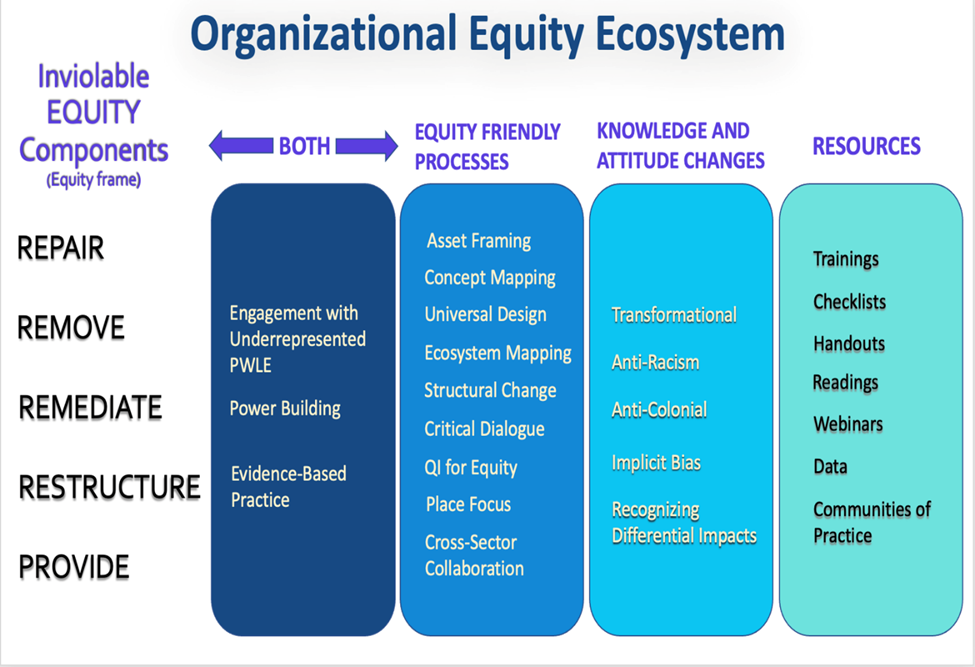 Organizational Equity Ecosystem
Inviolable
EQUITY
Components
(Equity frame)
REPAIR
REMOVE
REMEDIATE
RESTRUCTURE
PROVIDE
BOTH
Engagement with
Underrepresented
PWLE
Power Building
Evidence-Based
Practice
EQUITY FRIENDLY
PROCESSES
Asset Framing
Concept Mapping
Universal Design
Ecosystem Mapping
Structural Change
Critical Dialogue
QI for Equity
Place Focus
Cross-Sector
Collaboration
KNOWLEDGE AND
ATTITUDE CHANGES
Transformational
Anti-Racism
Anti-Colonial
Implicit Bias
Recognizing
Differential Impacts
RESOURCES
Trainings
Checklists
Handouts
Readings
Webinars
Data
Communities of
Practice